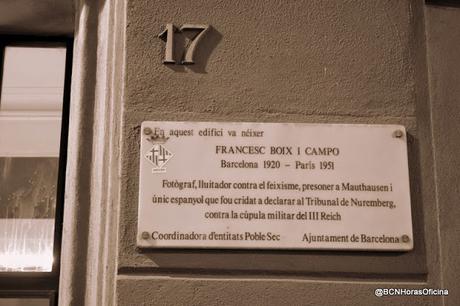 17
En aquest edifici va néixer
FRANCESC BOIX I CAMPO
Barcelona 1920 - París 1951
Fotògraf, lluitador contra el feixisme, presoner a Mauthausen i
únic espanyol que fou cridat a declarar al Tribunal de Nuremberg,
contra la cúpula militar del III Reich
Coordinadora d'entitats Poble Sec
Ajuntament de Barcelona
@BCNHorasOficina